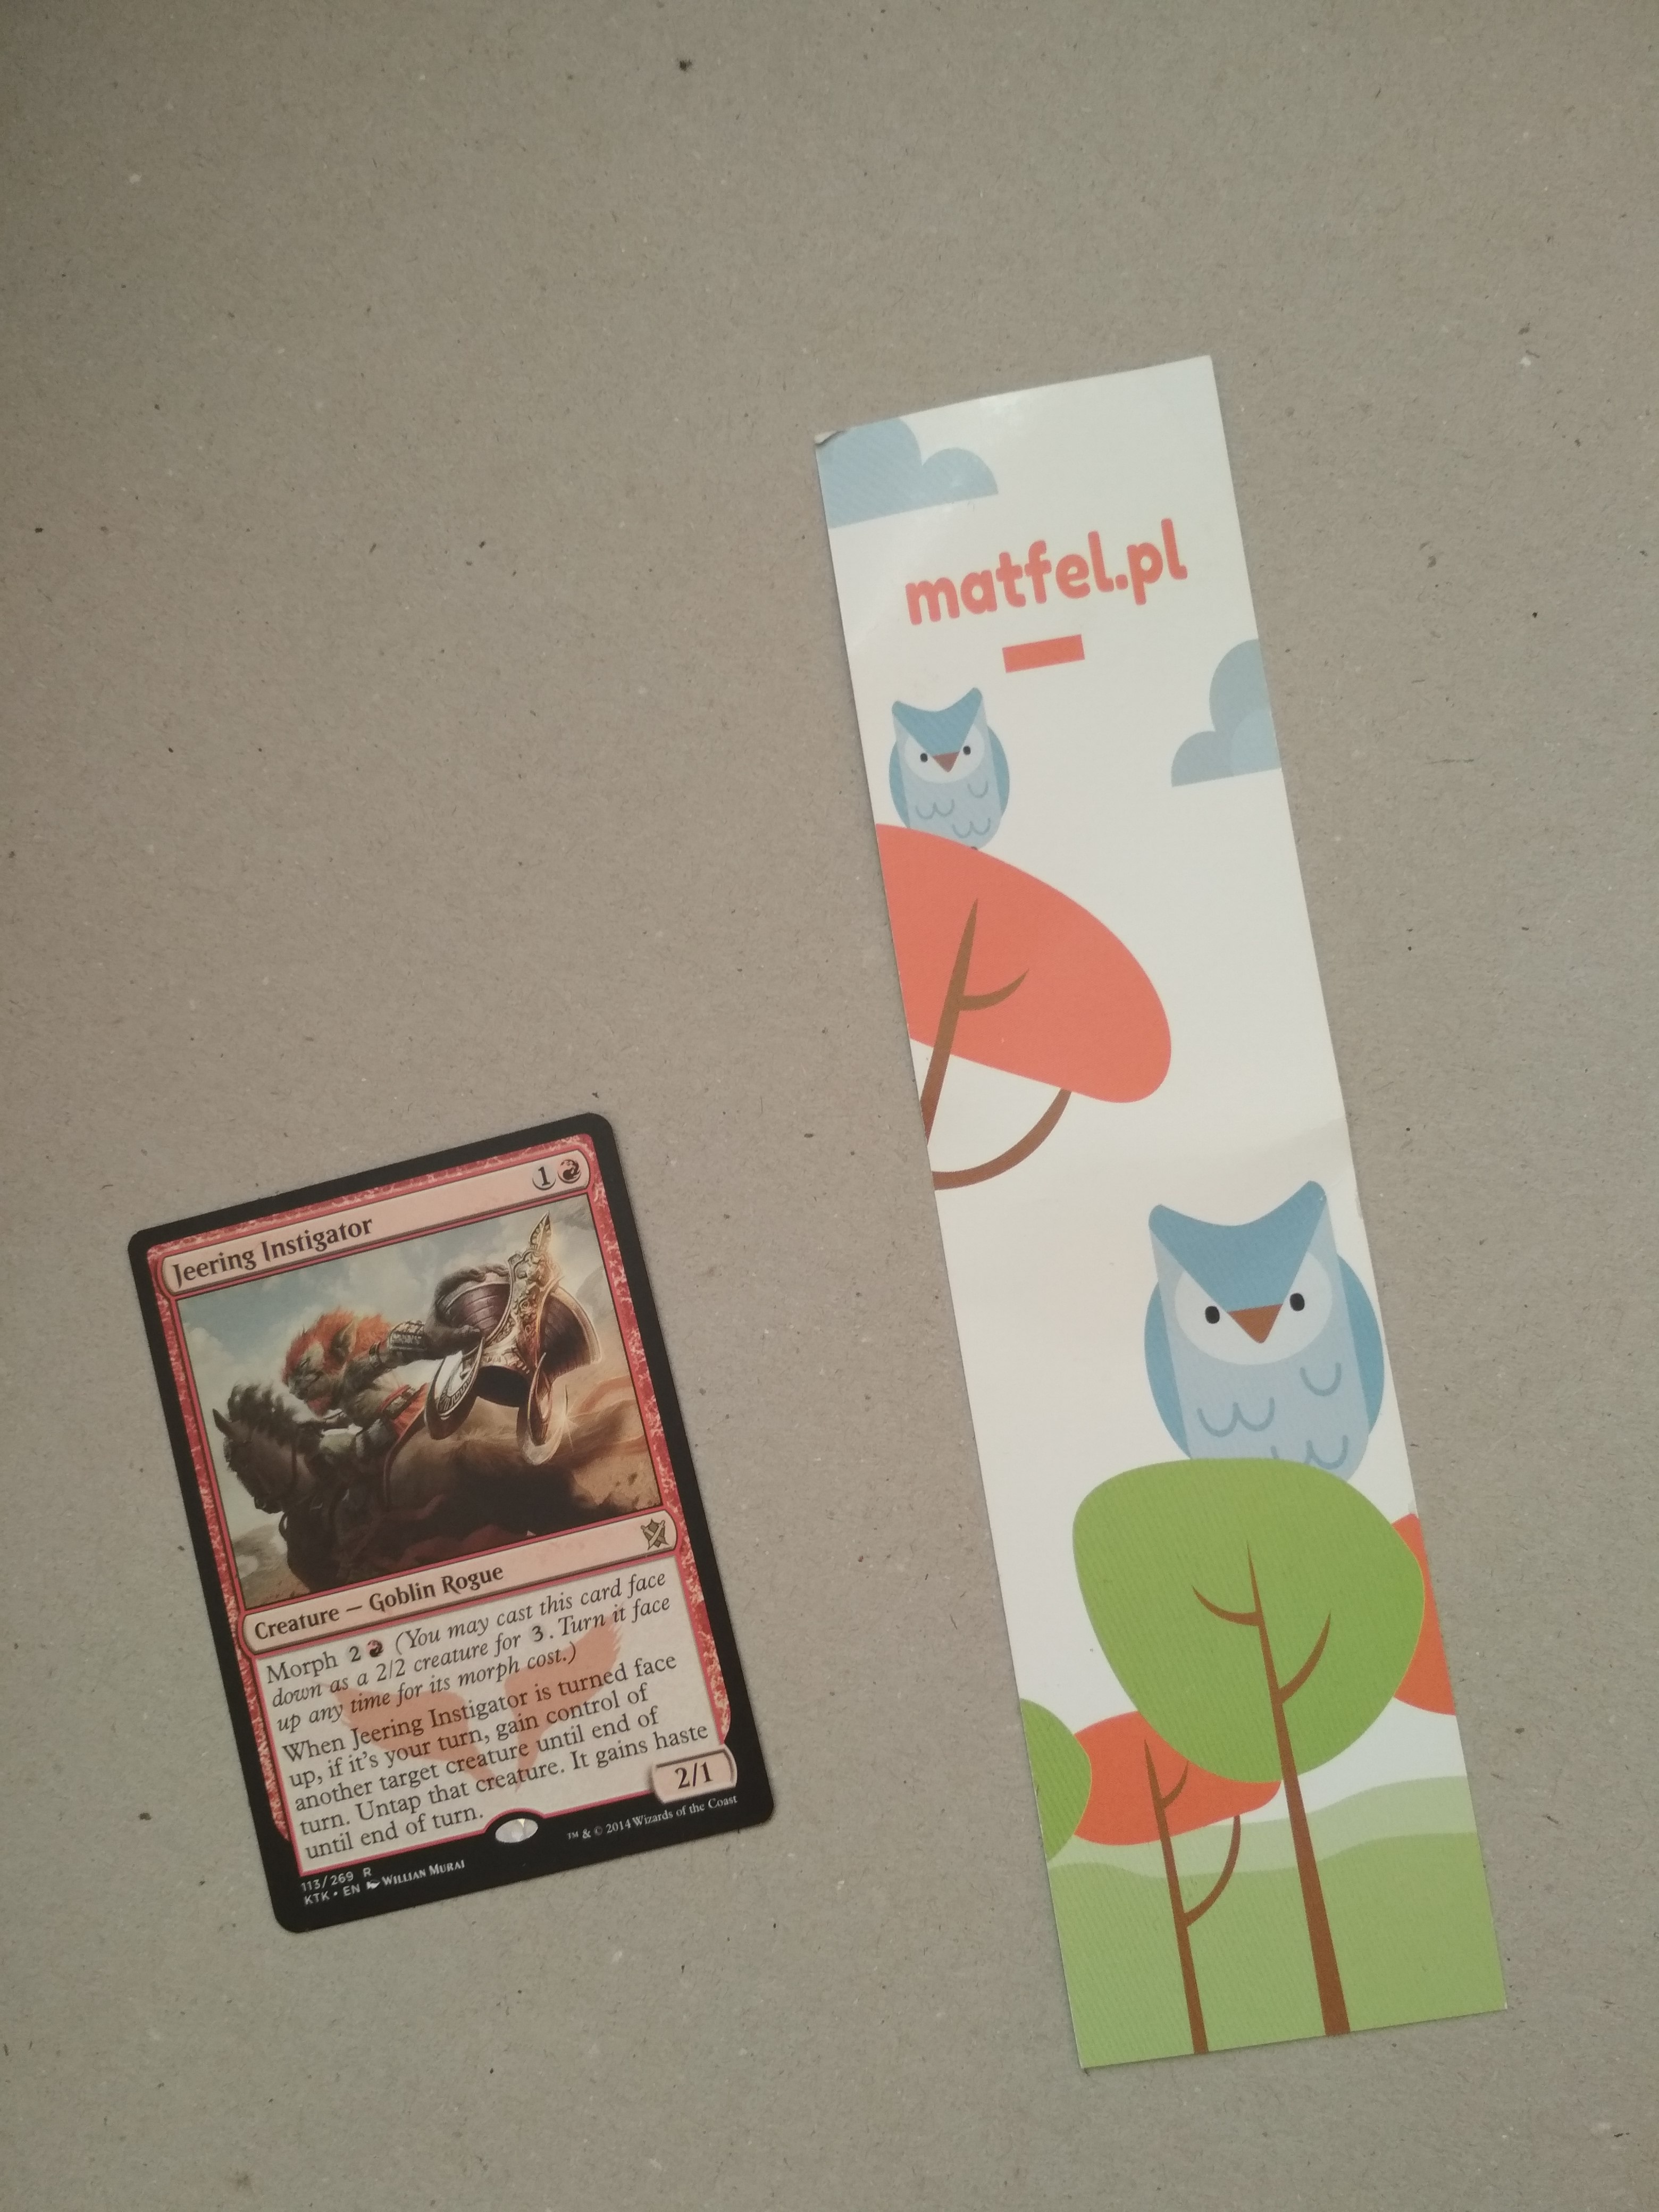 matfel.pl
Jeering Instigator 1
Creature — Goblin Rogue
Morph 2 (You may cast this card face
down as a 2/2 creature for 3. Turn it face
up any time for its morph cost.)
When Jeering Instigator is turned face
up, if it's your turn, gain control of
another target creature until end of
turn. Untap that creature. It gains haste
until end of turn.
2/1
113/269 R
KTK • EN WILLIAN MURAI
™ & © 2014 Wizards of the Coast